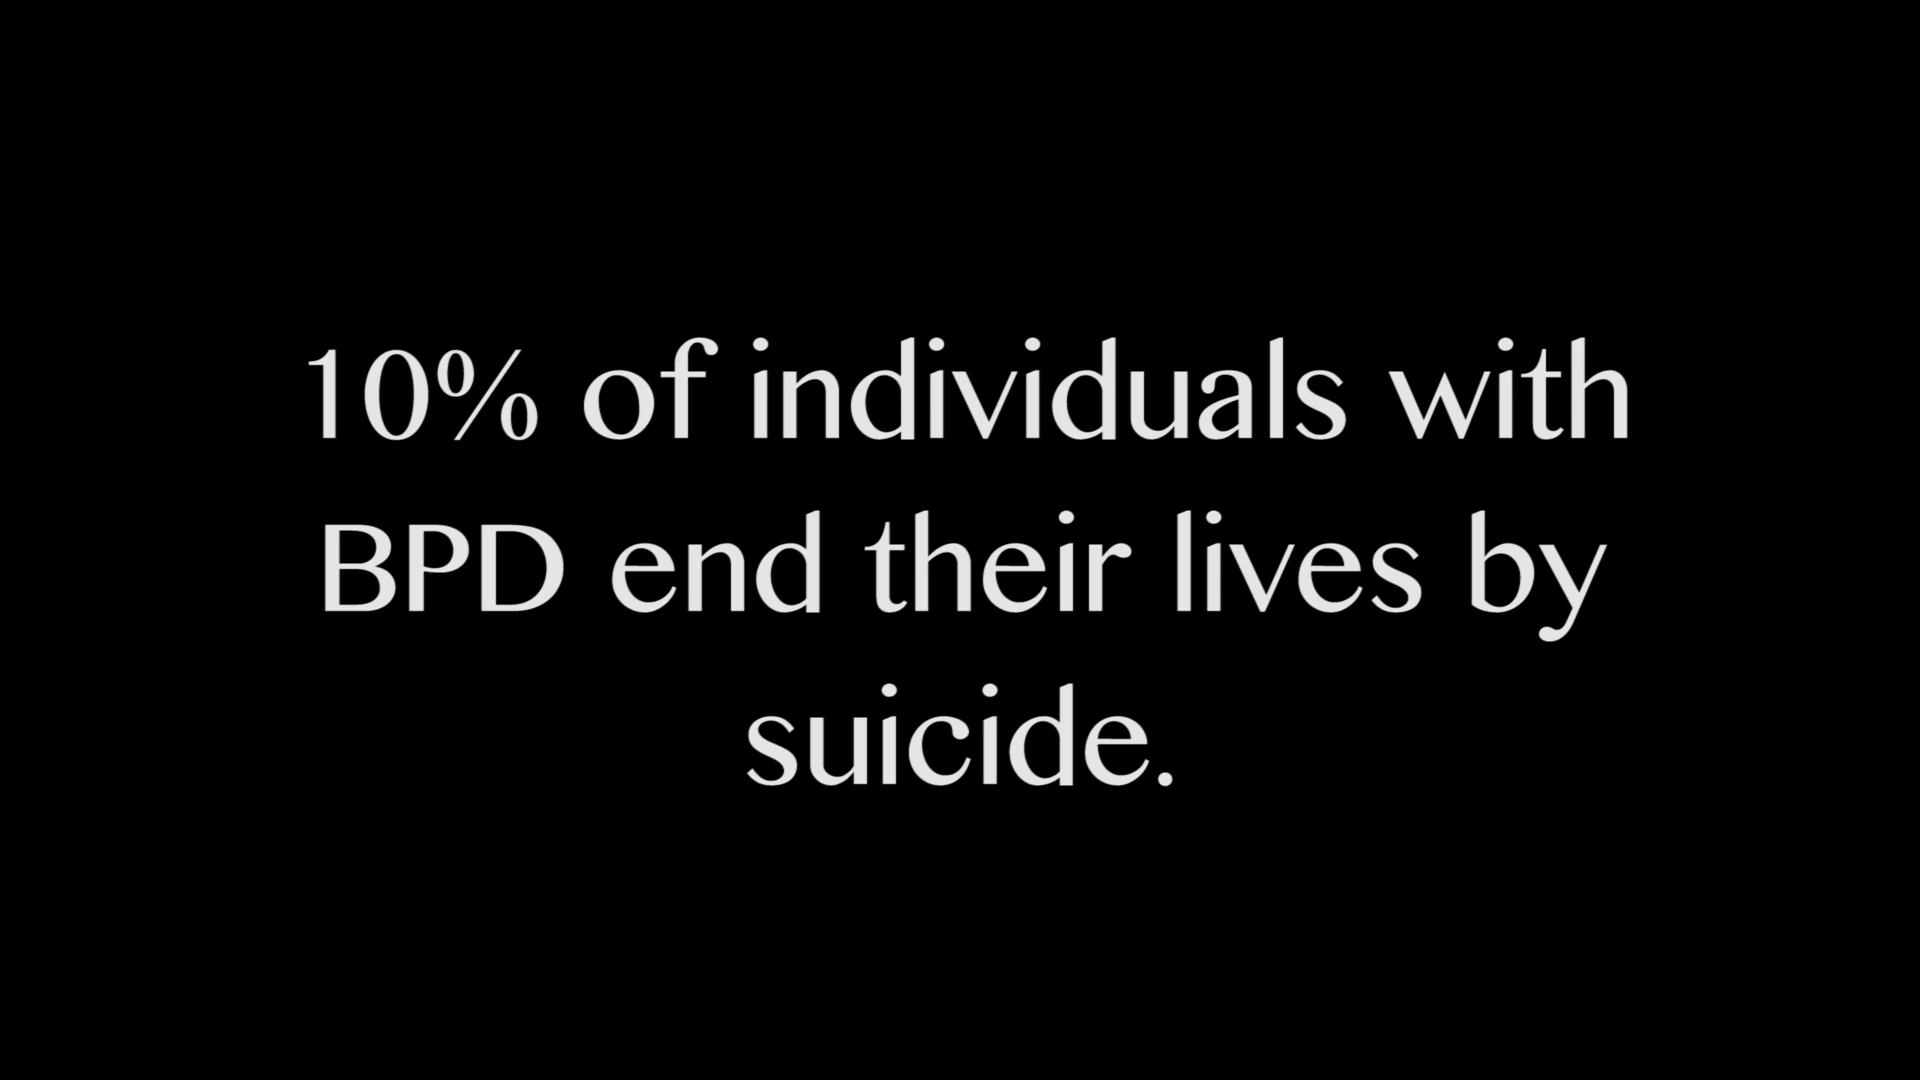 10% of individuals with
BPD end their lives by
suicide.